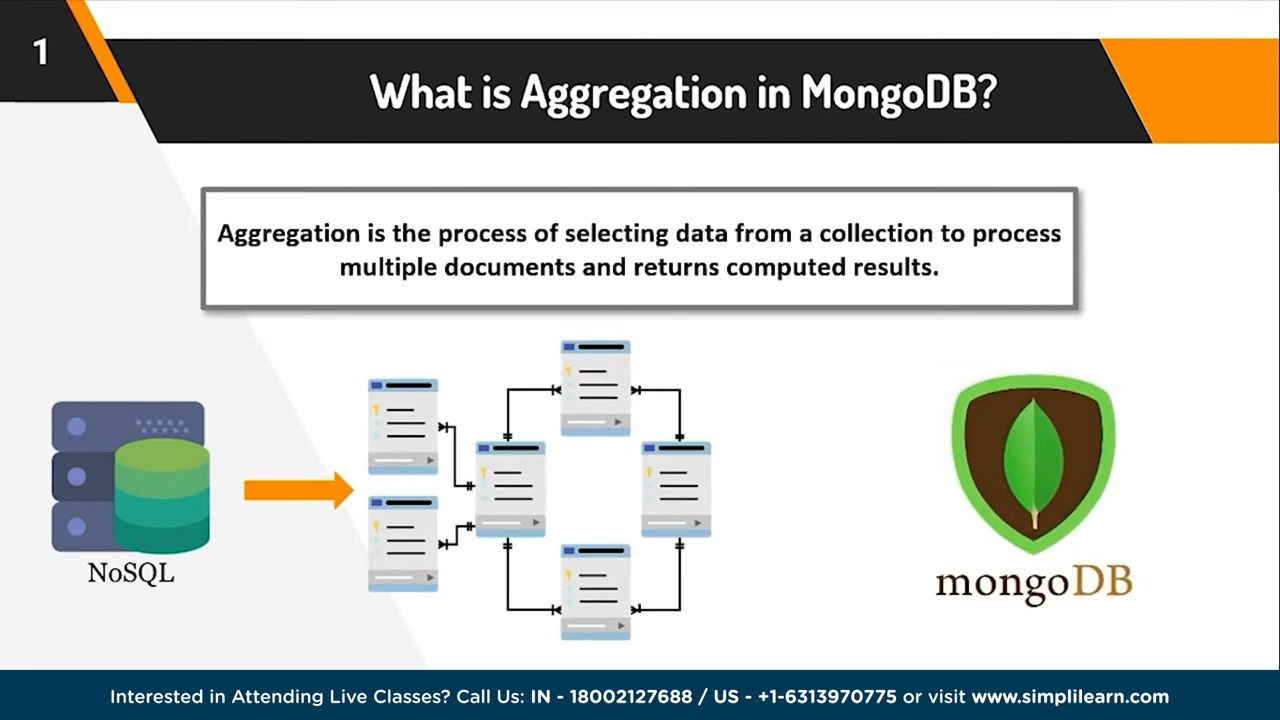 1
What is Aggregation in MongoDB?
Aggregation is the process of selecting data from a collection to process
multiple documents and returns computed results.
NoSQL
mongoDB
Interested in Attending Live Classes? Call Us: IN - 18002127688 / US - +1-6313970775 or visit www.simplilearn.com